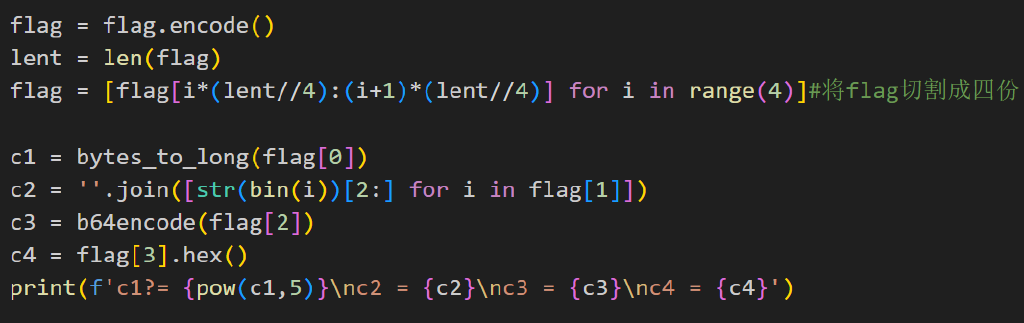 flag = flag.encode()
lent = len(flag)
flag = [flag[i*(lent//4):(i+1)*(lent//4)] for i in range(4)]#将flag切割成四份
c1 = bytes_to_long(flag[0])
c2 = ''.join([str(bin(i))[2:] for i in flag[1]])
c3 = b64encode(flag[2])
c4 = flag[3].hex()
print(f'c1?= {pow(c1,5)}\nc2 = {c2}\nc3 = {c3}\nc4 = {c4}')